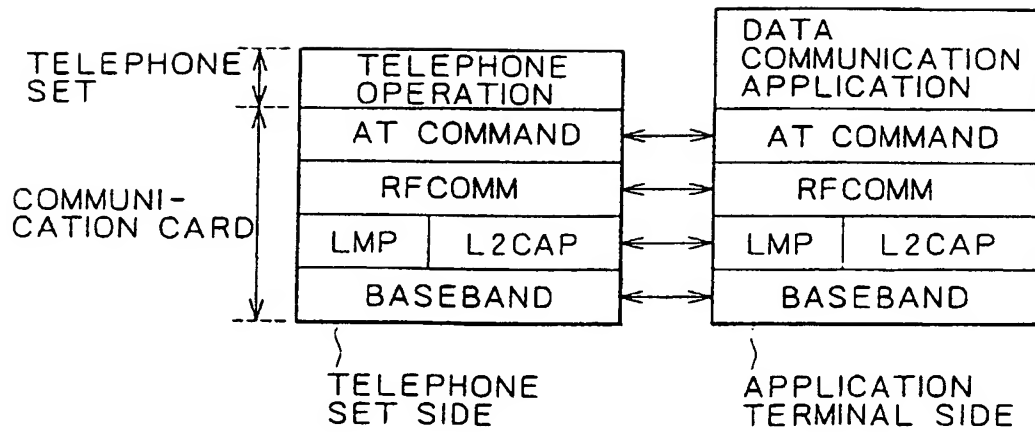 TELEPHONE
SET
COMMUNI-
CATION CARD
TELEPHONE
OPERATION
AT COMMAND
RFCOMM
LMP L2CAP
BASEBAND
TELEPHONE
SET SIDE
DATA
COMMUNICATION
APPLICATION
AT COMMAND
RFCOMM
LMP L2CAP
BASEBAND
APPLICATION
TERMINAL SIDE